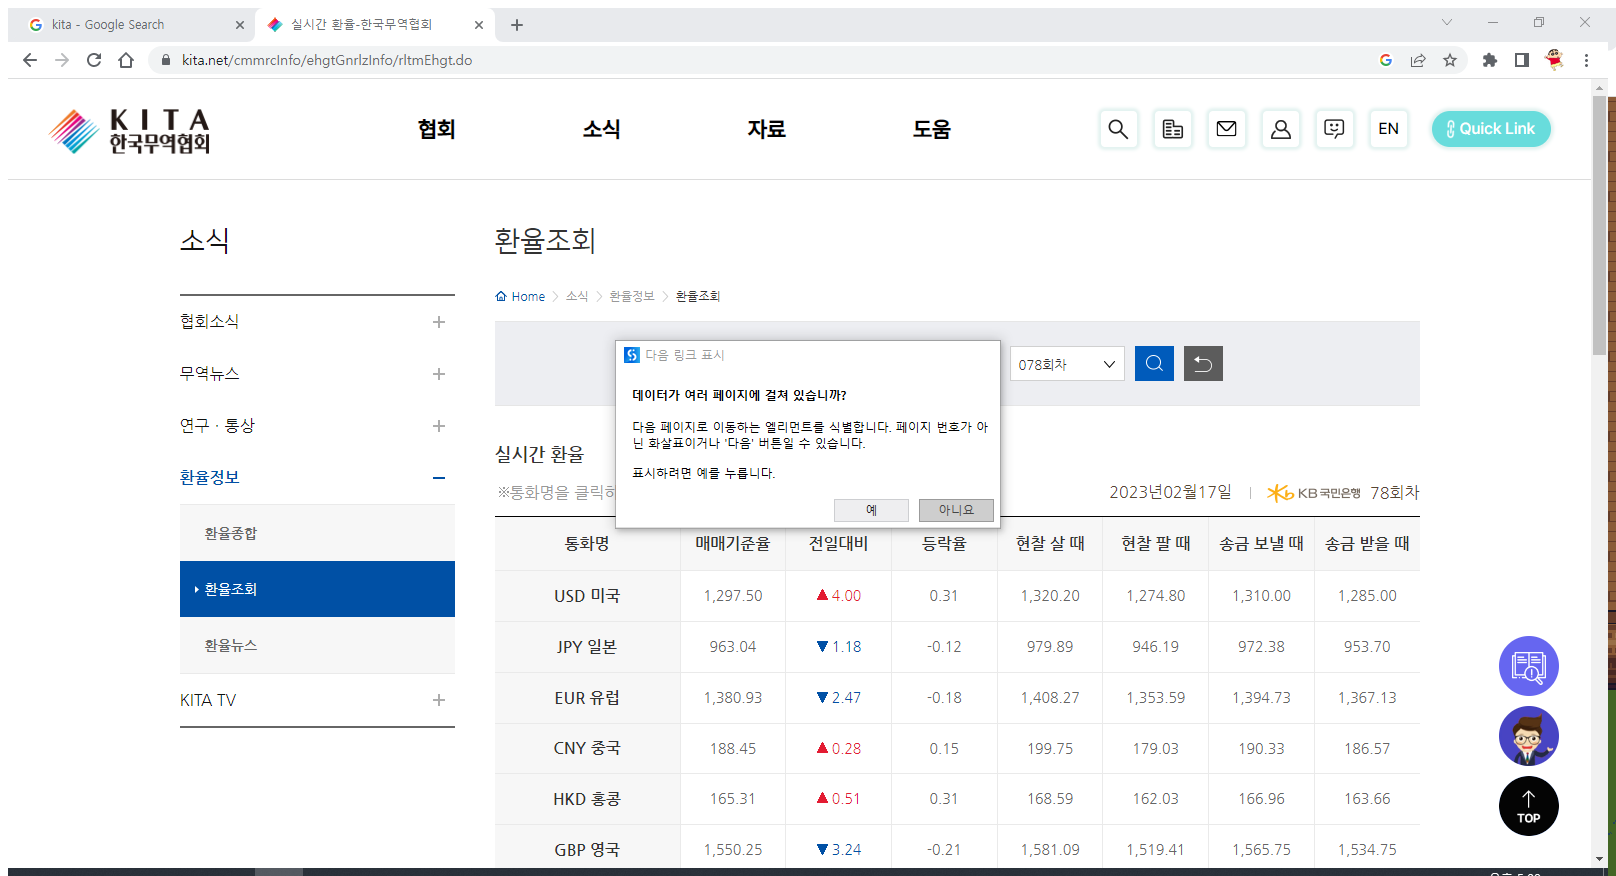 kita - Google Search
실시간 환율-한국무역협회
kita.net/cmmrcInfo/ehgtGnrlzInfo/rltmEhgt.do
KITA
한국무역협회
협회 소식 자료 도움
EN
Quick Link
소식
협회소식
무역뉴스
연구 · 통상
환율정보
환율종합
환율조회
환율뉴스
KITA TV
환율조회
Home > 소식 > 환율정보 > 환율조회
078회차
다음 링크 표시
데이터가 여러 페이지에 걸쳐 있습니까?
다음 페이지로 이동하는 엘리먼트를 식별합니다. 페이지 번호가 아
닌 화살표이거나 '다음' 버튼일 수 있습니다.
표시하려면 예를 누릅니다.
예 아니요
실시간 환율
※통화명을 클릭하
2023년02월17일 | KB국민은행 78회차
통화명 매매기준율 전일대비 등락율 현찰 살 때 현찰 팔 때 송금 보낼 때 송금 받을 때
USD 미국 1,297.50 ▲4.00 0.31 1,320.20 1,274.80 1,310.00 1,285.00
JPY 일본 963.04 ▼1.18 -0.12 979.89 946.19 972.38 953.70
EUR 유럽 1,380.93 ▼2.47 -0.18 1,408.27 1,353.59 1,394.73 1,367.13
CNY 중국 188.45 ▲0.28 0.15 199.75 179.03 190.33 186.57
HKD 홍콩 165.31 ▲0.51 0.31 168.59 162.03 166.96 163.66
GBP 영국 1,550.25 ▼3.24 -0.21 1,581.09 1,519.41 1,565.75 1,534.75
TOP